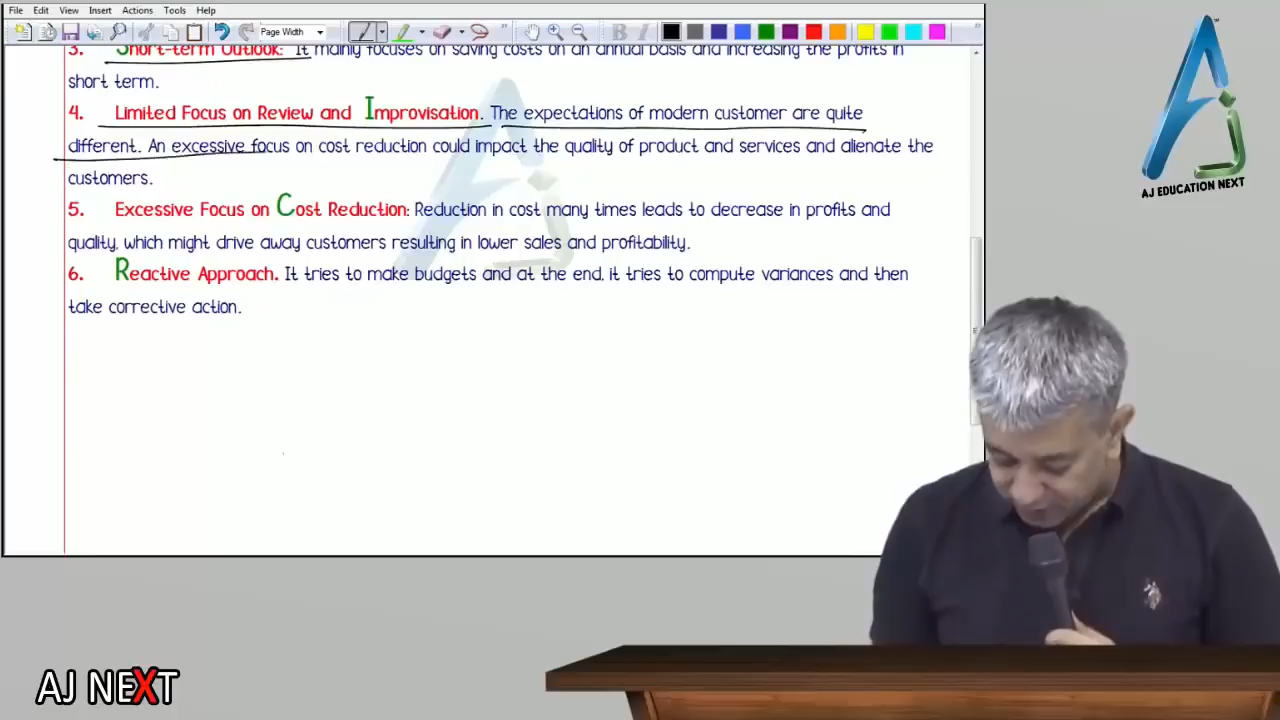 File Edit View Insert Actions Tools Help
Page Width
3. Short-term Outlook: It mainly focuses on saving costs on an annual basis and increasing the profits in
short term.
4. Limited Focus on Review and Improvisation. The expectations of modern customer are quite
different. An excessive focus on cost reduction could impact the quality of product and services and alienate the
customers.
5. Excessive Focus on Cost Reduction: Reduction in cost many times leads to decrease in profits and
quality, which might drive away customers resulting in lower sales and profitability.
6. Reactive Approach. It tries to make budgets and at the end, it tries to compute variances and then
take corrective action.
AJ EDUCATION NEXT
AJ NEXT